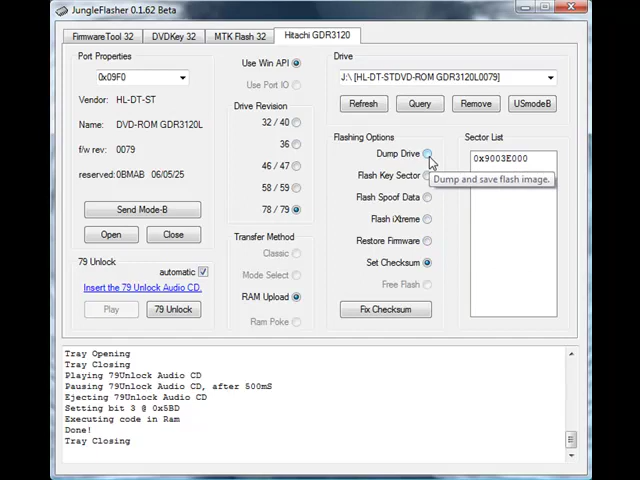 JungleFlasher 0.1.62 Beta
FirmwareTool 32
DVDKey 32
MTK Flash 32
Hitachi GDR3120
Port Properties
0x09F0
Vendor: HL-DT-ST
Name: DVD-ROM GDR3120L
f/w rev: 0079
reserved: 0BMAB 06/05/25
Send Mode-B
Open
Close
79 Unlock
automatic
Insert the 79 Unlock Audio CD.
Play
79 Unlock
Use Win API
Use Port IO
Drive Revision
32 / 40
36
46 / 47
58 / 59
78 / 79
Transfer Method
Classic
Mode Select
RAM Upload
Ram Poke
Drive
J:\ [HL-DT-STDVD-ROM GDR3120L0079]
Refresh
Query
Remove
USmodeB
Flashing Options
Dump Drive
Flash Key Sector
Flash Spoof Data
Flash iXtreme
Restore Firmware
Set Checksum
Free Flash
Fix Checksum
Sector List
0x9003E000
Dump and save flash image.
Tray Opening
Tray Closing
Playing 79Unlock Audio CD
Pausing 79Unlock Audio CD, after 500mS
Ejecting 79Unlock Audio CD
Setting bit 3 @ 0x5BD
Executing code in Ram
Done!
Tray Closing